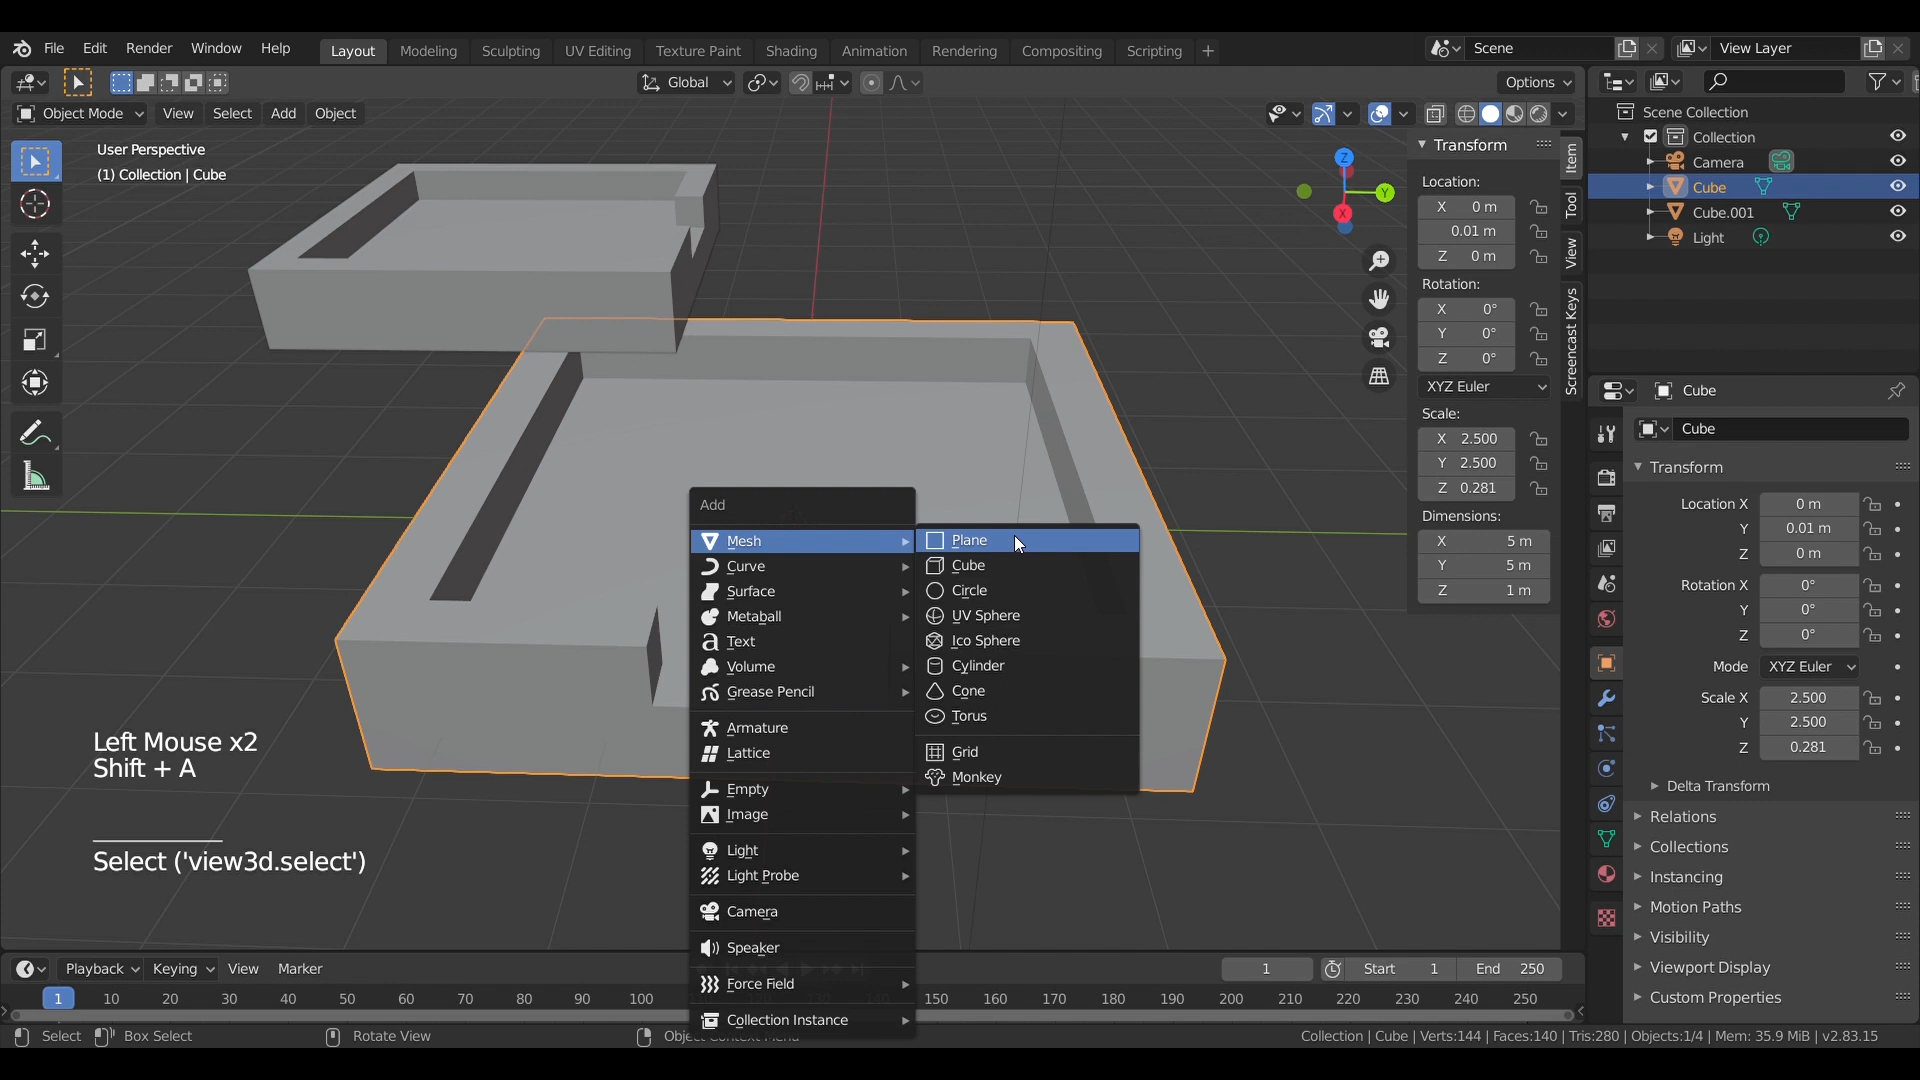 File Edit Render Window Help
Layout Modeling Sculpting UV Editing Texture Paint Shading Animation Rendering Compositing Scripting +
Scene
View Layer
Global
Options
Object Mode View Select Add Object
User Perspective
(1) Collection | Cube
Z
Y
X
Transform
Location:
X 0 m
0.01 m
Z 0 m
Rotation:
X 0°
Y 0°
Z 0°
XYZ Euler
Scale:
X 2.500
Y 2.500
Z 0.281
Dimensions:
X 5 m
Y 5 m
Z 1 m
Item
Tool
View
Screencast Keys
Scene Collection
Collection
Camera
Cube
Cube.001
Light
Cube
Cube
Transform
Location X 0 m
Y 0.01 m
Z 0 m
Rotation X 0°
Y 0°
Z 0°
Mode XYZ Euler
Scale X 2.500
Y 2.500
Z 0.281
Delta Transform
Relations
Collections
Instancing
Motion Paths
Visibility
Viewport Display
Custom Properties
Add
Mesh
Curve
Surface
Metaball
Text
Volume
Grease Pencil
Armature
Lattice
Empty
Image
Light
Light Probe
Camera
Speaker
Force Field
Collection Instance
Plane
Cube
Circle
UV Sphere
Ico Sphere
Cylinder
Cone
Torus
Grid
Monkey
Left Mouse x2
Shift + A
Select ('view3d.select')
Playback Keying View Marker
1
Start 1
End 250
1 10 20 30 40 50 60 70 80 90 100 150 160 170 180 190 200 210 220 230 240 250
Select Box Select Rotate View
Collection | Cube | Verts:144 | Faces:140 | Tris:280 | Objects:1/4 | Mem: 35.9 MiB | v2.83.15